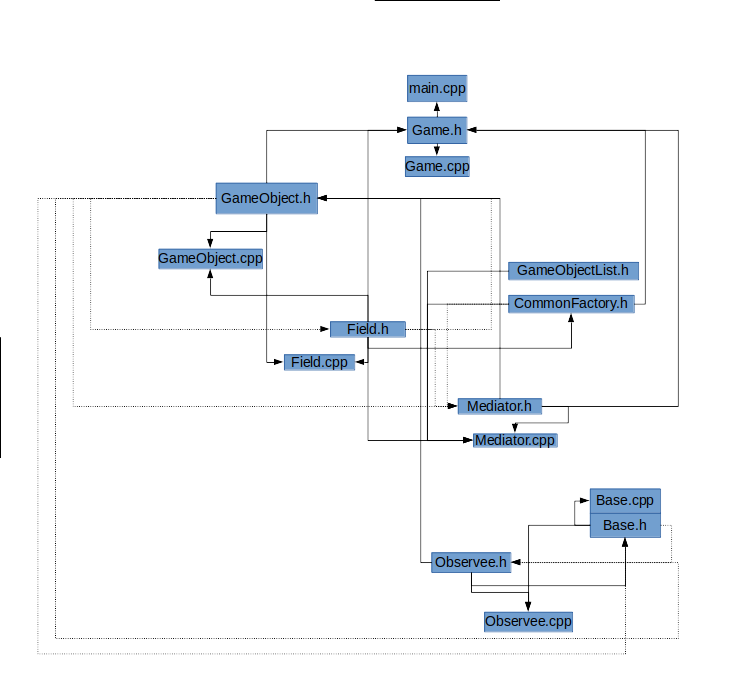 main.cpp
Game.h
Game.cpp
GameObject.h
GameObject.cpp
GameObjectList.h
CommonFactory.h
Field.h
Field.cpp
Mediator.h
Mediator.cpp
Base.cpp
Base.h
Observee.h
Observee.cpp